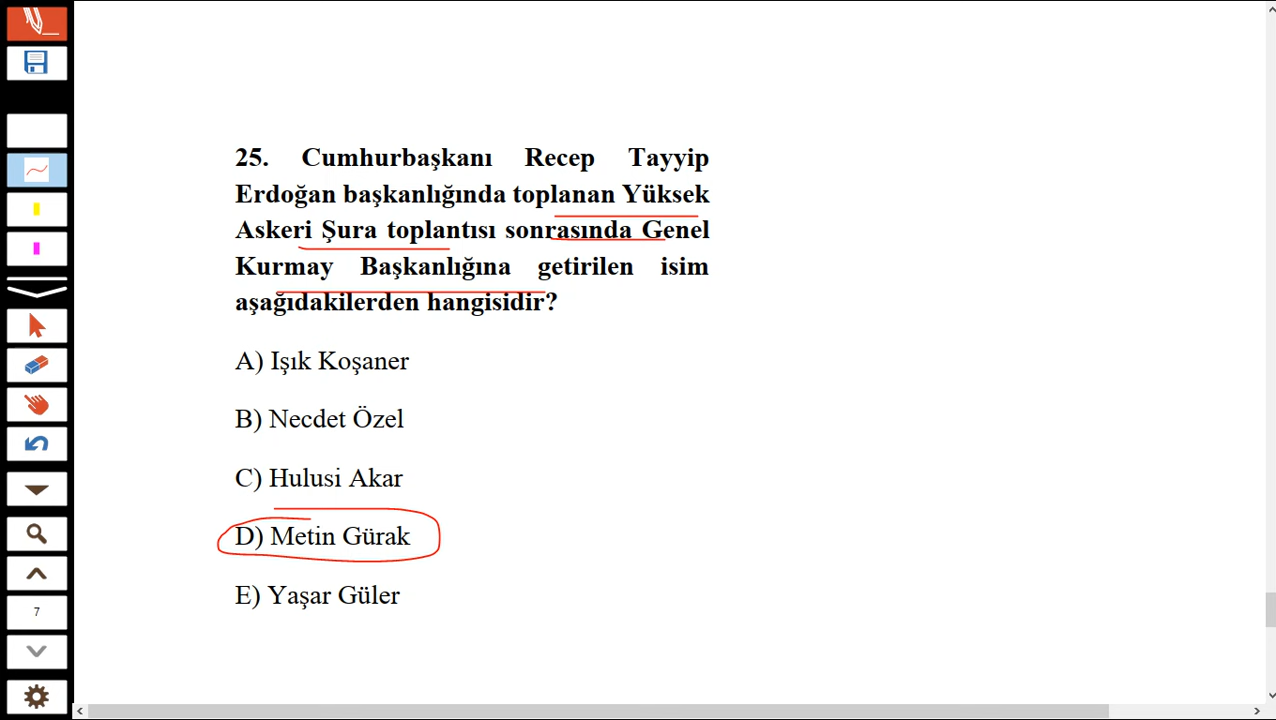 25. Cumhurbaşkanı Recep Tayyip
Erdoğan başkanlığında toplanan Yüksek
Askeri Şura toplantısı sonrasında Genel
Kurmay Başkanlığına getirilen isim
aşağıdakilerden hangisidir?
A) Işık Koşaner
B) Necdet Özel
C) Hulusi Akar
D) Metin Gürak
E) Yaşar Güler
7